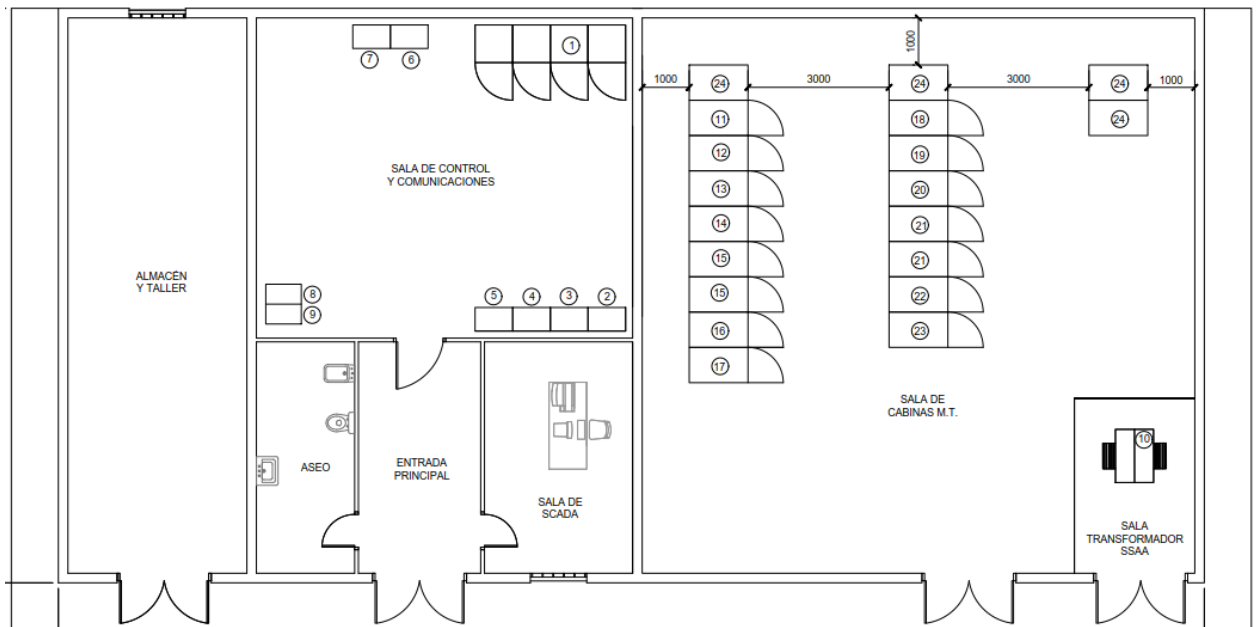 1000
1000
3000
3000
1000
1
7
6
24
24
24
11
18
24
12
19
13
20
14
21
15
21
15
22
16
23
17
SALA DE CONTROL
Y COMUNICACIONES
ALMACÉN
Y TALLER
8
9
5
4
3
2
SALA DE
CABINAS M.T.
10
ASEO
ENTRADA
PRINCIPAL
SALA DE
SCADA
SALA
TRANSFORMADOR
SSAA